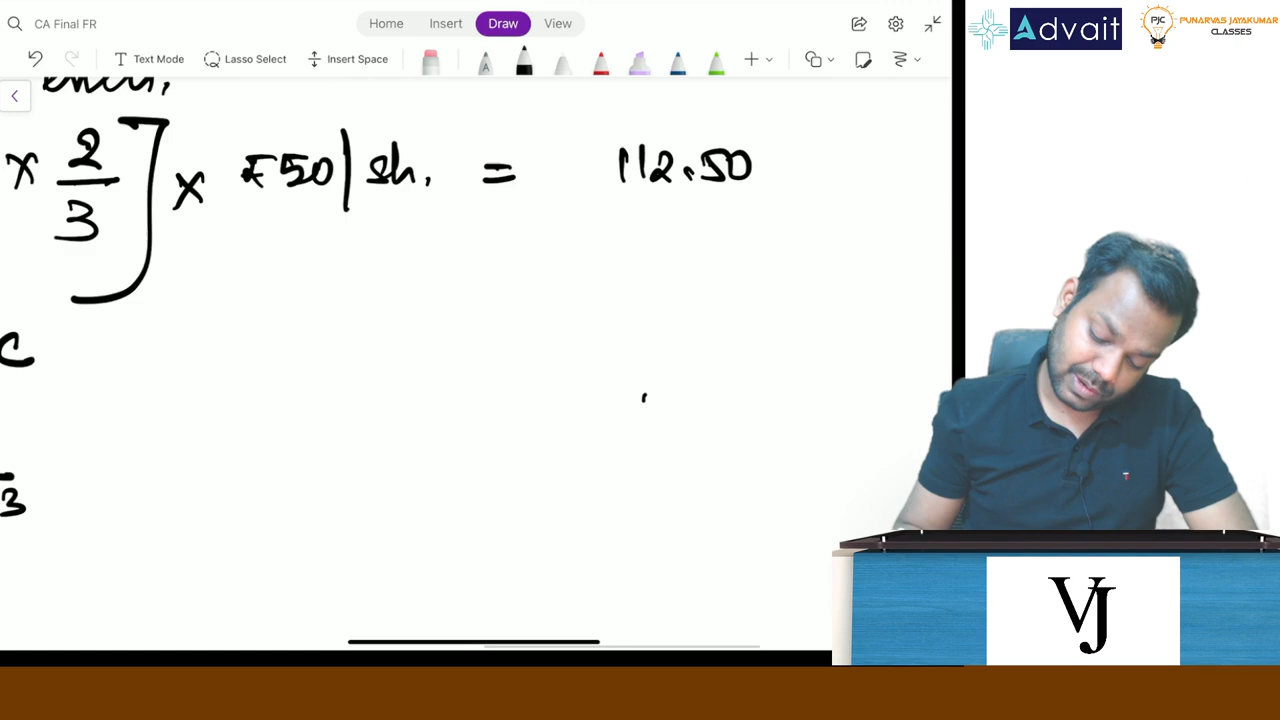 CA Final FR
Home Insert Draw View
Advait
PJC PUNARVAS JAYAKUMAR
CLASSES
Text Mode Lasso Select Insert Space
A
× 2/3 ] × ₹50|sh. = 112.50
C
3
VJ